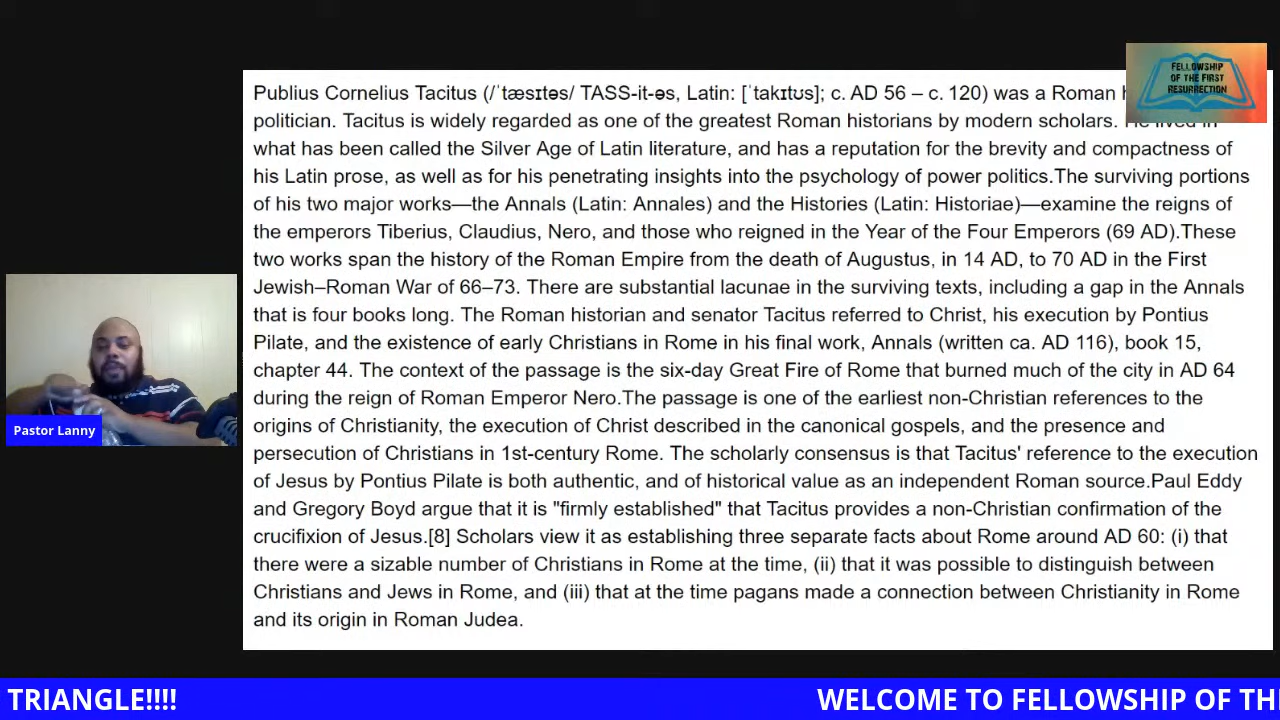 FELLOWSHIP
OF THE FIRST
RESURRECTION
Publius Cornelius Tacitus (/ˈtæsɪtəs/ TASS-it-əs, Latin: [ˈtakɪtʊs]; c. AD 56 – c. 120) was a Roman
politician. Tacitus is widely regarded as one of the greatest Roman historians by modern scholars. He lived in
what has been called the Silver Age of Latin literature, and has a reputation for the brevity and compactness of
his Latin prose, as well as for his penetrating insights into the psychology of power politics.The surviving portions
of his two major works—the Annals (Latin: Annales) and the Histories (Latin: Historiae)—examine the reigns of
the emperors Tiberius, Claudius, Nero, and those who reigned in the Year of the Four Emperors (69 AD).These
two works span the history of the Roman Empire from the death of Augustus, in 14 AD, to 70 AD in the First
Jewish–Roman War of 66–73. There are substantial lacunae in the surviving texts, including a gap in the Annals
that is four books long. The Roman historian and senator Tacitus referred to Christ, his execution by Pontius
Pilate, and the existence of early Christians in Rome in his final work, Annals (written ca. AD 116), book 15,
chapter 44. The context of the passage is the six-day Great Fire of Rome that burned much of the city in AD 64
during the reign of Roman Emperor Nero.The passage is one of the earliest non-Christian references to the
origins of Christianity, the execution of Christ described in the canonical gospels, and the presence and
persecution of Christians in 1st-century Rome. The scholarly consensus is that Tacitus' reference to the execution
of Jesus by Pontius Pilate is both authentic, and of historical value as an independent Roman source.Paul Eddy
and Gregory Boyd argue that it is "firmly established" that Tacitus provides a non-Christian confirmation of the
crucifixion of Jesus.[8] Scholars view it as establishing three separate facts about Rome around AD 60: (i) that
there were a sizable number of Christians in Rome at the time, (ii) that it was possible to distinguish between
Christians and Jews in Rome, and (iii) that at the time pagans made a connection between Christianity in Rome
and its origin in Roman Judea.
Pastor Lanny
TRIANGLE!!!! WELCOME TO FELLOWSHIP OF